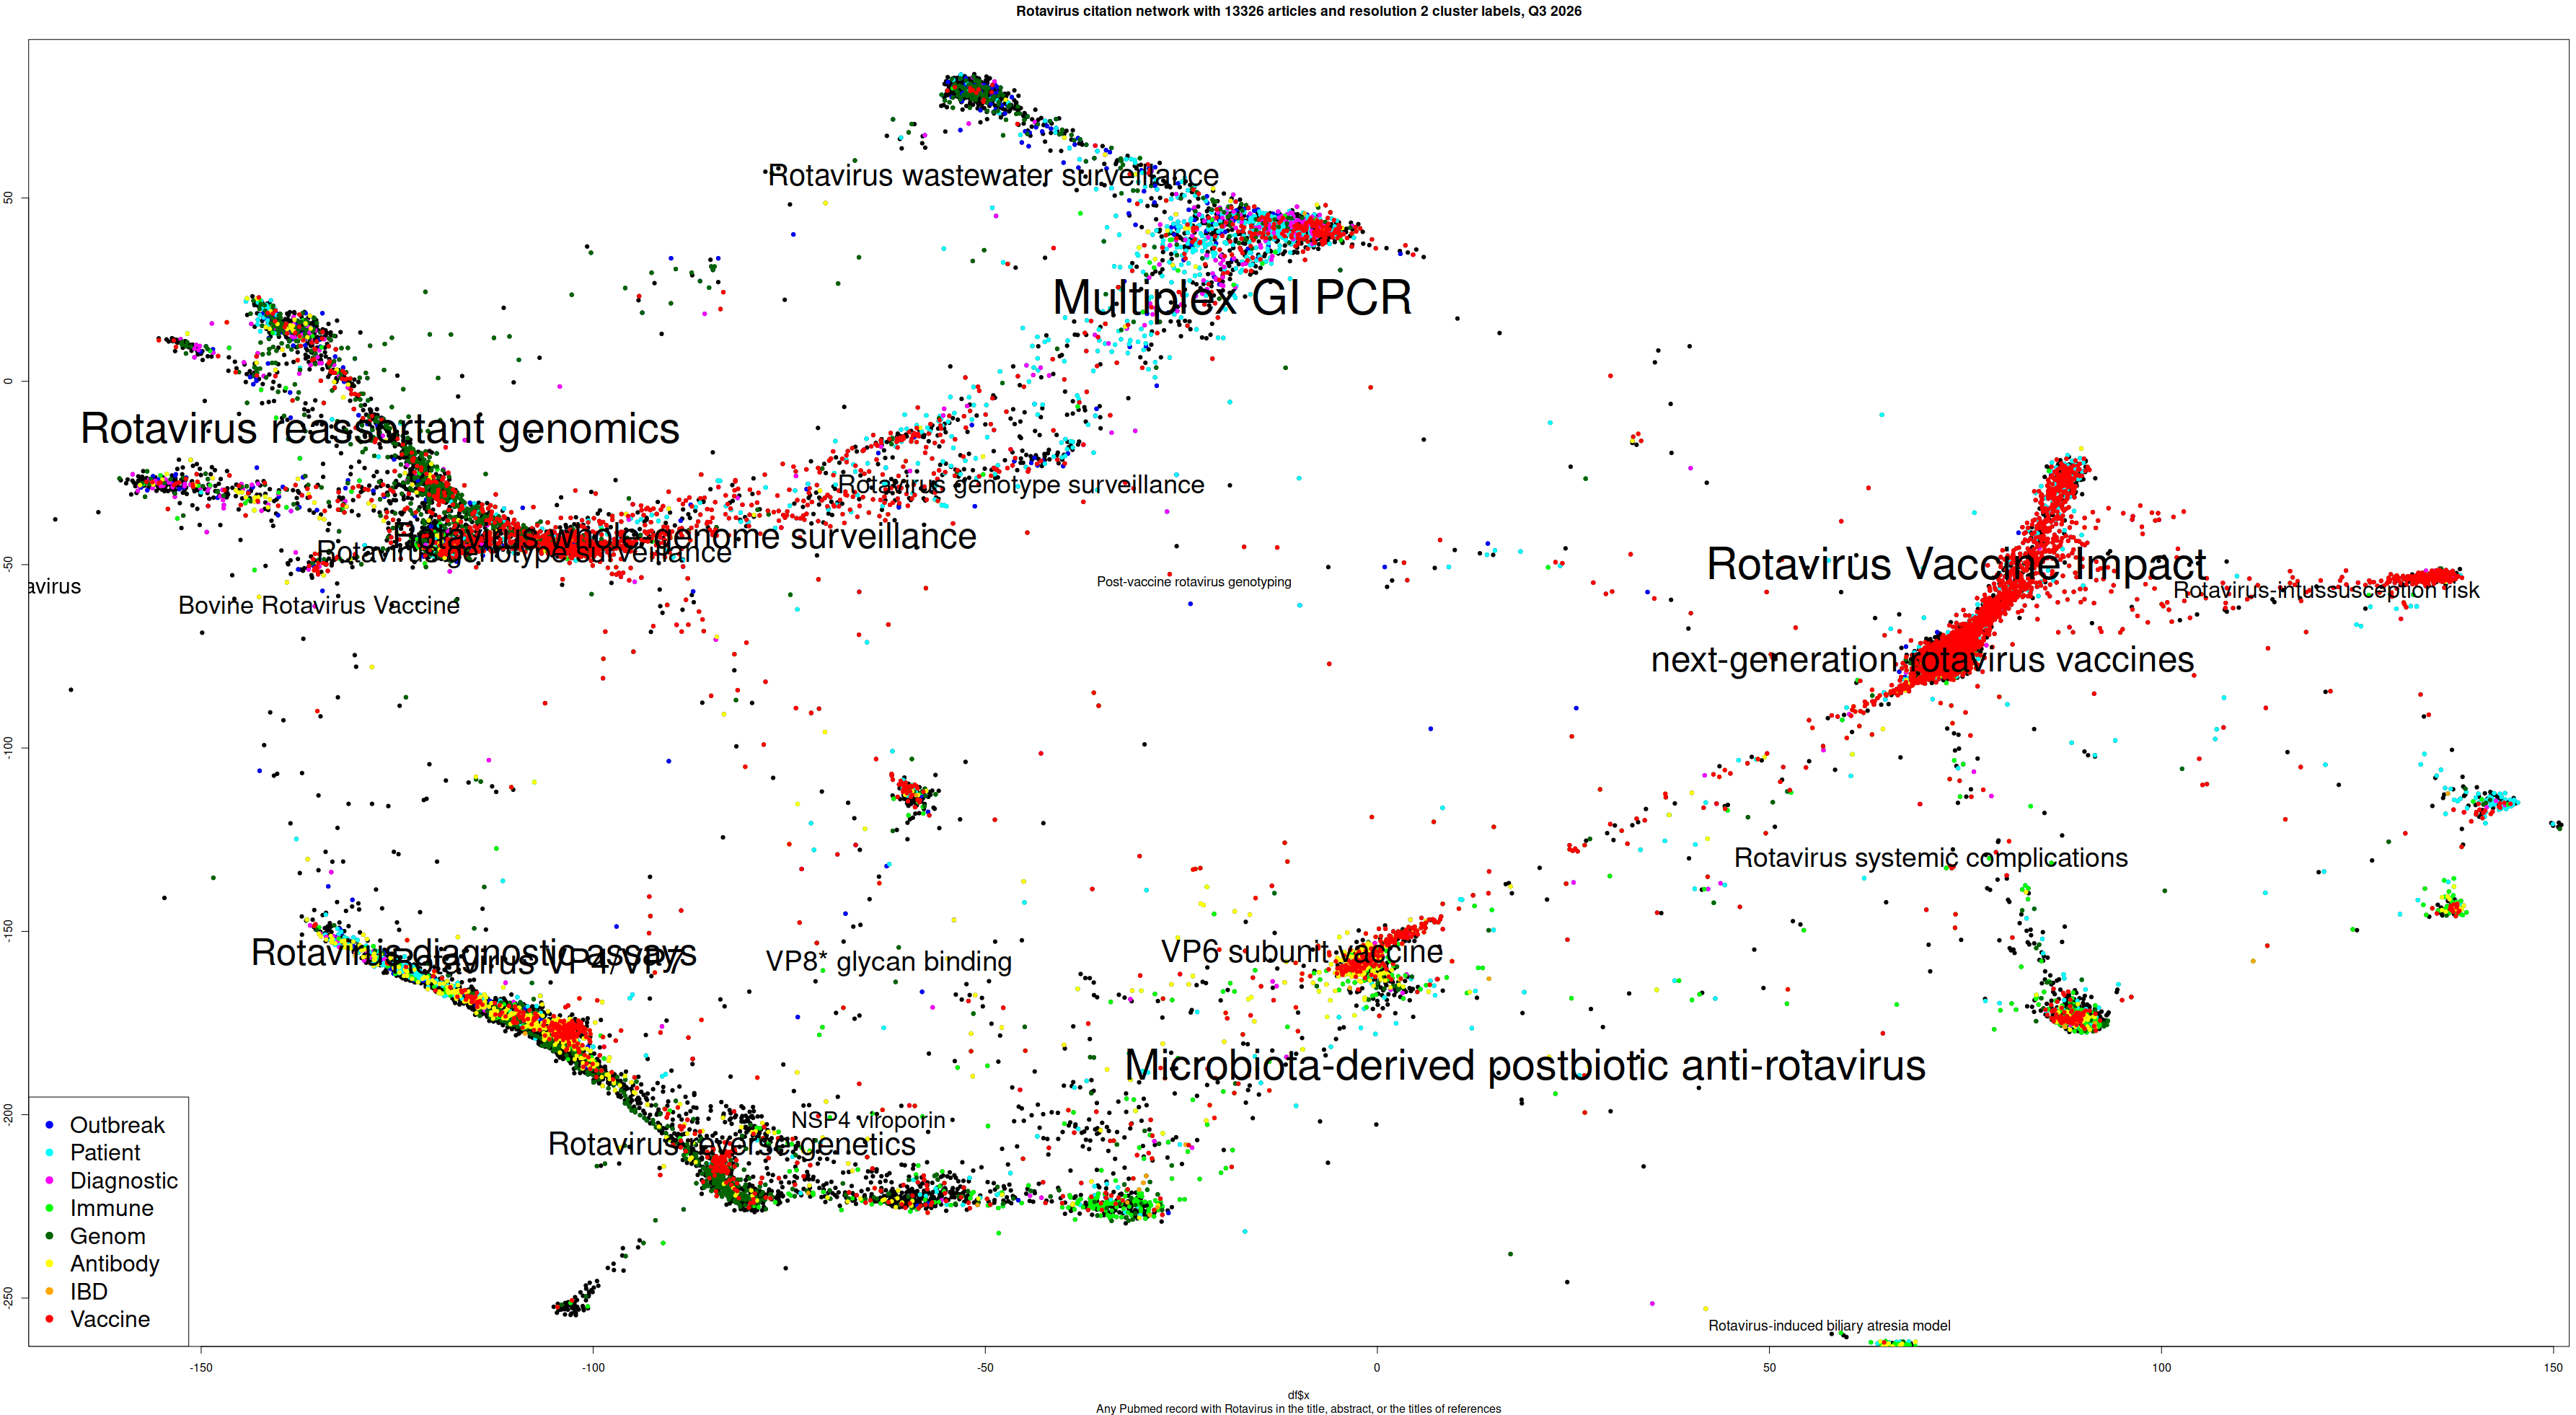 Rotavirus citation network with 13326 articles and resolution 2 cluster labels, Q3 2026
Rotavirus wastewater surveillance
Multiplex GI PCR
Rotavirus reassortant genomics
Rotavirus genotype surveillance
Rotavirus whole-genome surveillance
Rotavirus genotype surveillance
Rotavirus Vaccine Impact
Post-vaccine rotavirus genotyping
avirus
Rotavirus-intussusception risk
Bovine Rotavirus Vaccine
next-generation rotavirus vaccines
Rotavirus systemic complications
Rotavirus diagnostic assays
Rotavirus VP4/VP7
VP8* glycan binding
VP6 subunit vaccine
Microbiota-derived postbiotic anti-rotavirus
NSP4 viroporin
Rotavirus reverse genetics
Rotavirus-induced biliary atresia model
Outbreak
Patient
Diagnostic
Immune
Genom
Antibody
IBD
Vaccine
50
0
-50
-100
-150
-200
-250
-150
-100
-50
0
50
100
150
df$x
Any Pubmed record with Rotavirus in the title, abstract, or the titles of references